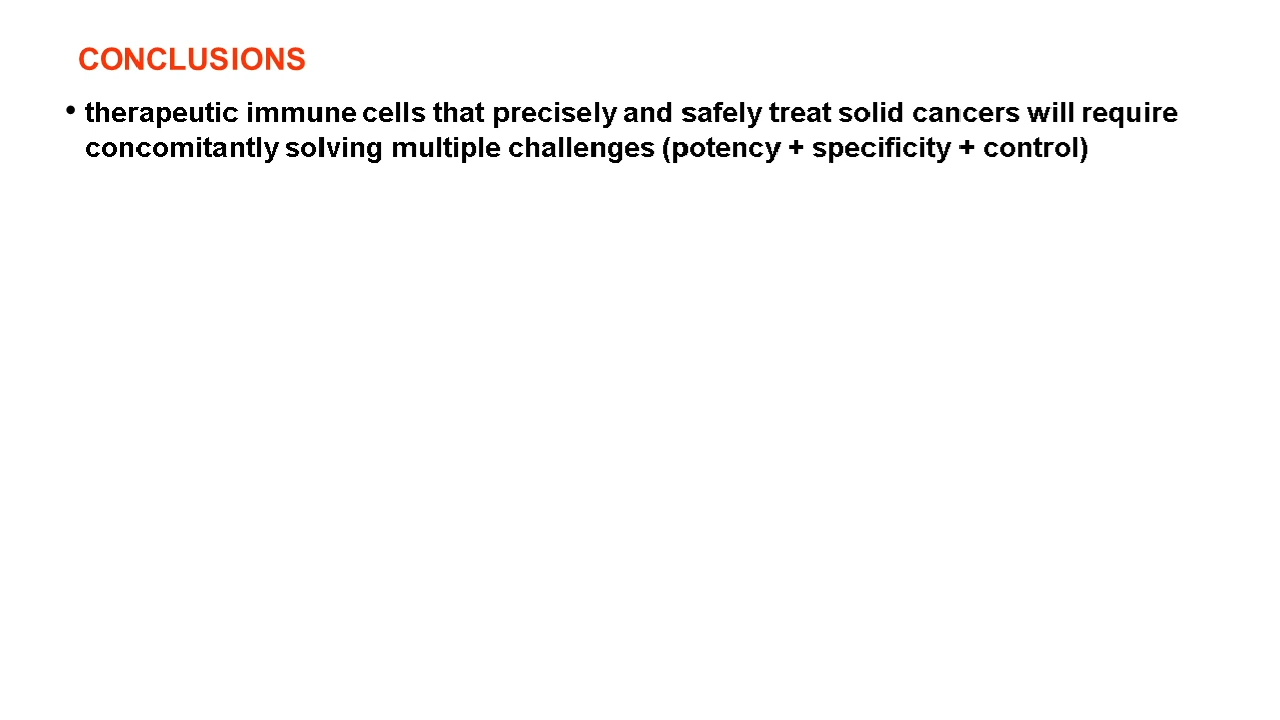 CONCLUSIONS
• therapeutic immune cells that precisely and safely treat solid cancers will require
concomitantly solving multiple challenges (potency + specificity + control)